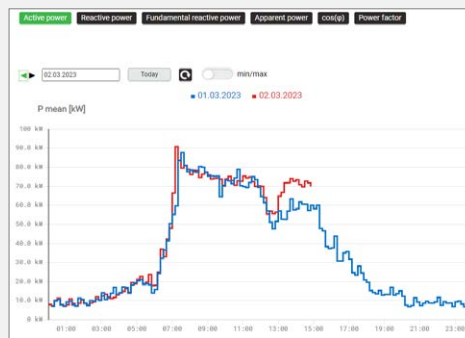 Active power Reactive power Fundamental reactive power Apparent power cos(φ) Power factor
02.03.2023 Today min/max
01.03.2023 02.03.2023
P mean [kW]
100 kW
90.0 kW
80.0 kW
70.0 kW
60.0 kW
50.0 kW
40.0 kW
30.0 kW
20.0 kW
10.0 kW
0 kW
01:00 03:00 05:00 07:00 09:00 11:00 13:00 15:00 17:00 19:00 21:00 23:00